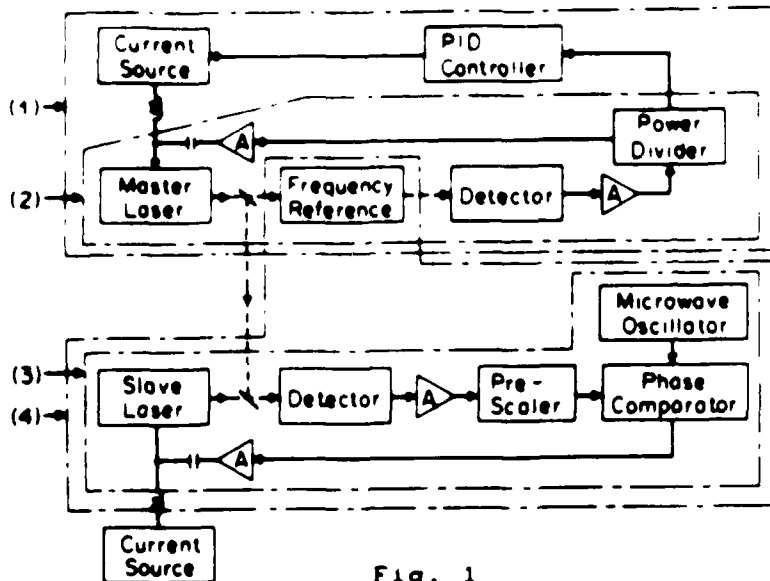 Current
Source
PID
Controller
(1)
A
Power
Divider
(2)
Master
Laser
Frequency
Reference
Detector
A
Microwave
Oscillator
(3)
Slave
Laser
Detector
A
Pre-
Scaler
Phase
Comparator
(4)
A
Current
Source
Fig. 1